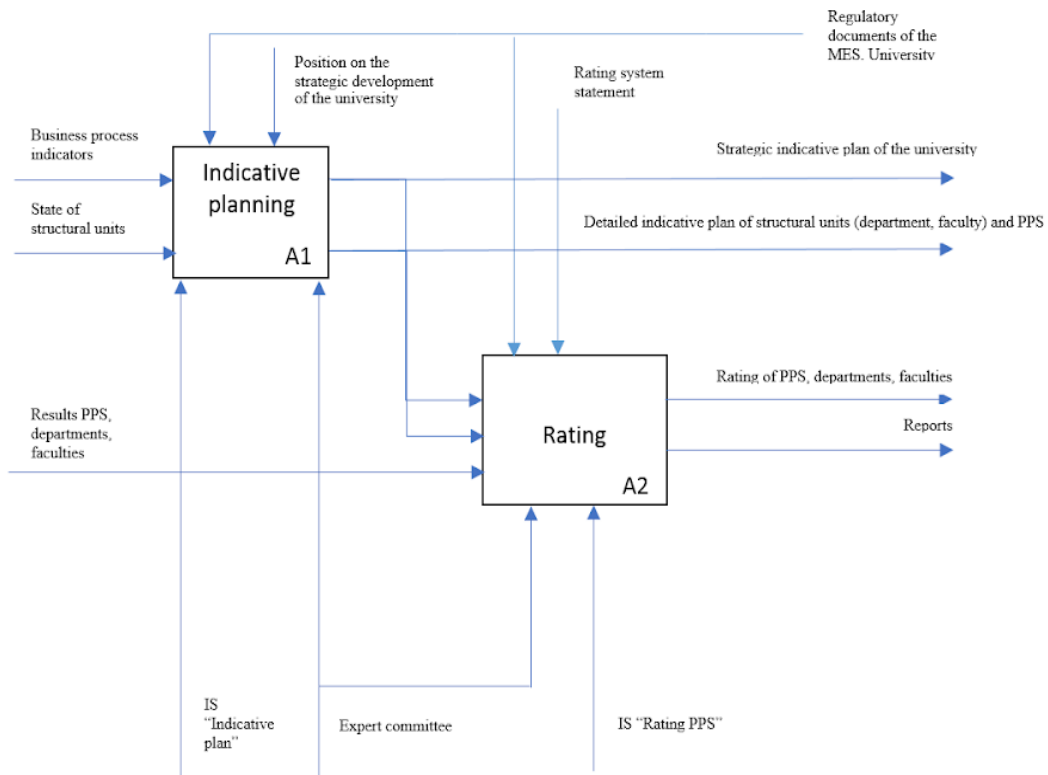 Regulatory
documents of the
MES. University
Position on the
strategic development
of the university
Rating system
statement
Business process
indicators
Strategic indicative plan of the university
Indicative
planning
A1
State of
structural units
Detailed indicative plan of structural units (department, faculty) and PPS
Rating of PPS, departments, faculties
Results PPS,
departments,
faculties
Reports
Rating
A2
IS
“Indicative
plan”
Expert committee
IS “Rating PPS”